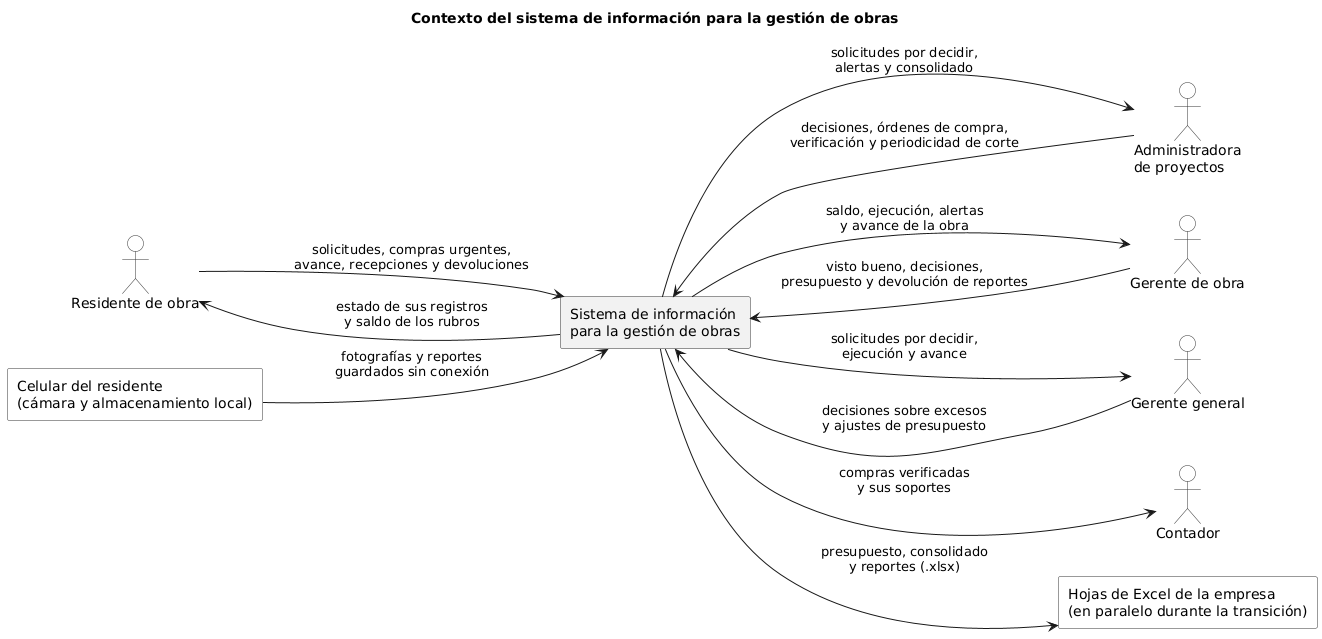 Contexto del sistema de información para la gestión de obras
solicitudes por decidir,
alertas y consolidado
decisiones, órdenes de compra,
verificación y periodicidad de corte
Administradora
de proyectos
saldo, ejecución, alertas
y avance de la obra
visto bueno, decisiones,
presupuesto y devolución de reportes
Gerente de obra
solicitudes, compras urgentes,
avance, recepciones y devoluciones
Residente de obra
estado de sus registros
y saldo de los rubros
Sistema de información
para la gestión de obras
fotografías y reportes
guardados sin conexión
Celular del residente
(cámara y almacenamiento local)
solicitudes por decidir,
ejecución y avance
Gerente general
decisiones sobre excesos
y ajustes de presupuesto
compras verificadas
y sus soportes
Contador
presupuesto, consolidado
y reportes (.xlsx)
Hojas de Excel de la empresa
(en paralelo durante la transición)